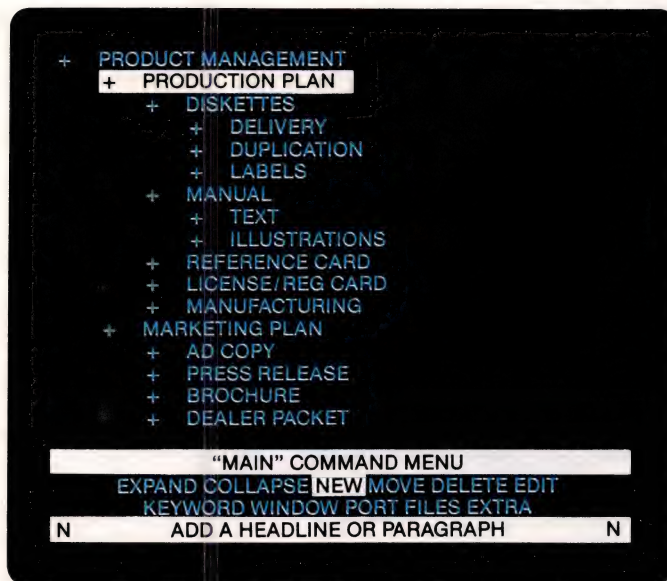 + PRODUCT MANAGEMENT
+ PRODUCTION PLAN
+ DISKETTES
+ DELIVERY
+ DUPLICATION
+ LABELS
+ MANUAL
+ TEXT
+ ILLUSTRATIONS
+ REFERENCE CARD
+ LICENSE/REG CARD
+ MANUFACTURING
+ MARKETING PLAN
+ AD COPY
+ PRESS RELEASE
+ BROCHURE
+ DEALER PACKET
"MAIN" COMMAND MENU
EXPAND COLLAPSE NEW MOVE DELETE EDIT
KEYWORD WINDOW PORT FILES EXTRA
N ADD A HEADLINE OR PARAGRAPH N